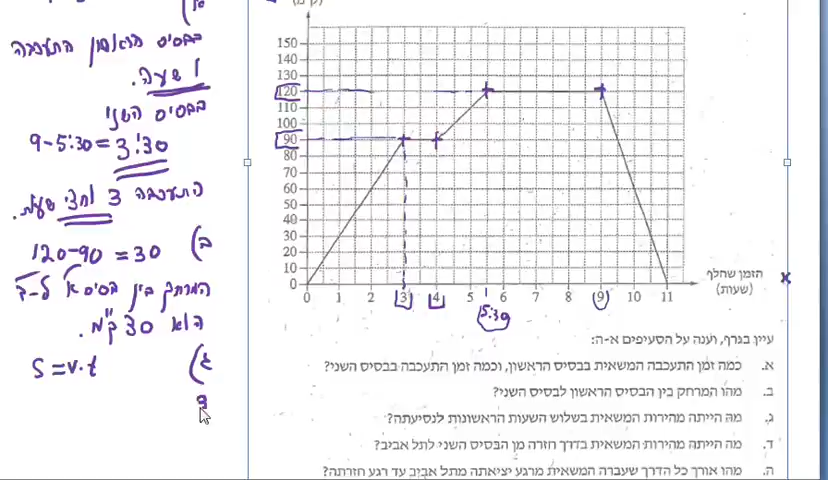 א)
בבסיס הראשון התעכבה
1 שעה.
בבסיס השני
9-5:30=3:30
התעכבה 3 וחצי שעות.
ב)
120-90=30
המרחק בין בסיס א ל-ב
הוא 30 ק"מ.
ג)
S=v.t
3
(ק"מ)
150
140
130
120
110
100
90
80
70
60
50
40
30
20
10
0
0 1 2 3 4 5 6 7 8 9 10 11
5:30
הזמן שחלף
(שעות)
עיין בגרף, וענה על הסעיפים א-ה:
א. כמה זמן התעכבה המשאית בבסיס הראשון, וכמה זמן התעכבה בבסיס השני?
ב. מהו המרחק בין הבסיס הראשון לבסיס השני?
ג. מה הייתה מהירות המשאית בשלוש השעות הראשונות לנסיעתה?
ד. מה הייתה מהירות המשאית בדרך חזרה מן הבסיס השני לתל אביב?
ה. מהו אורך כל הדרך שעברה המשאית מרגע יציאתה מתל אביב עד רגע חזרתה?